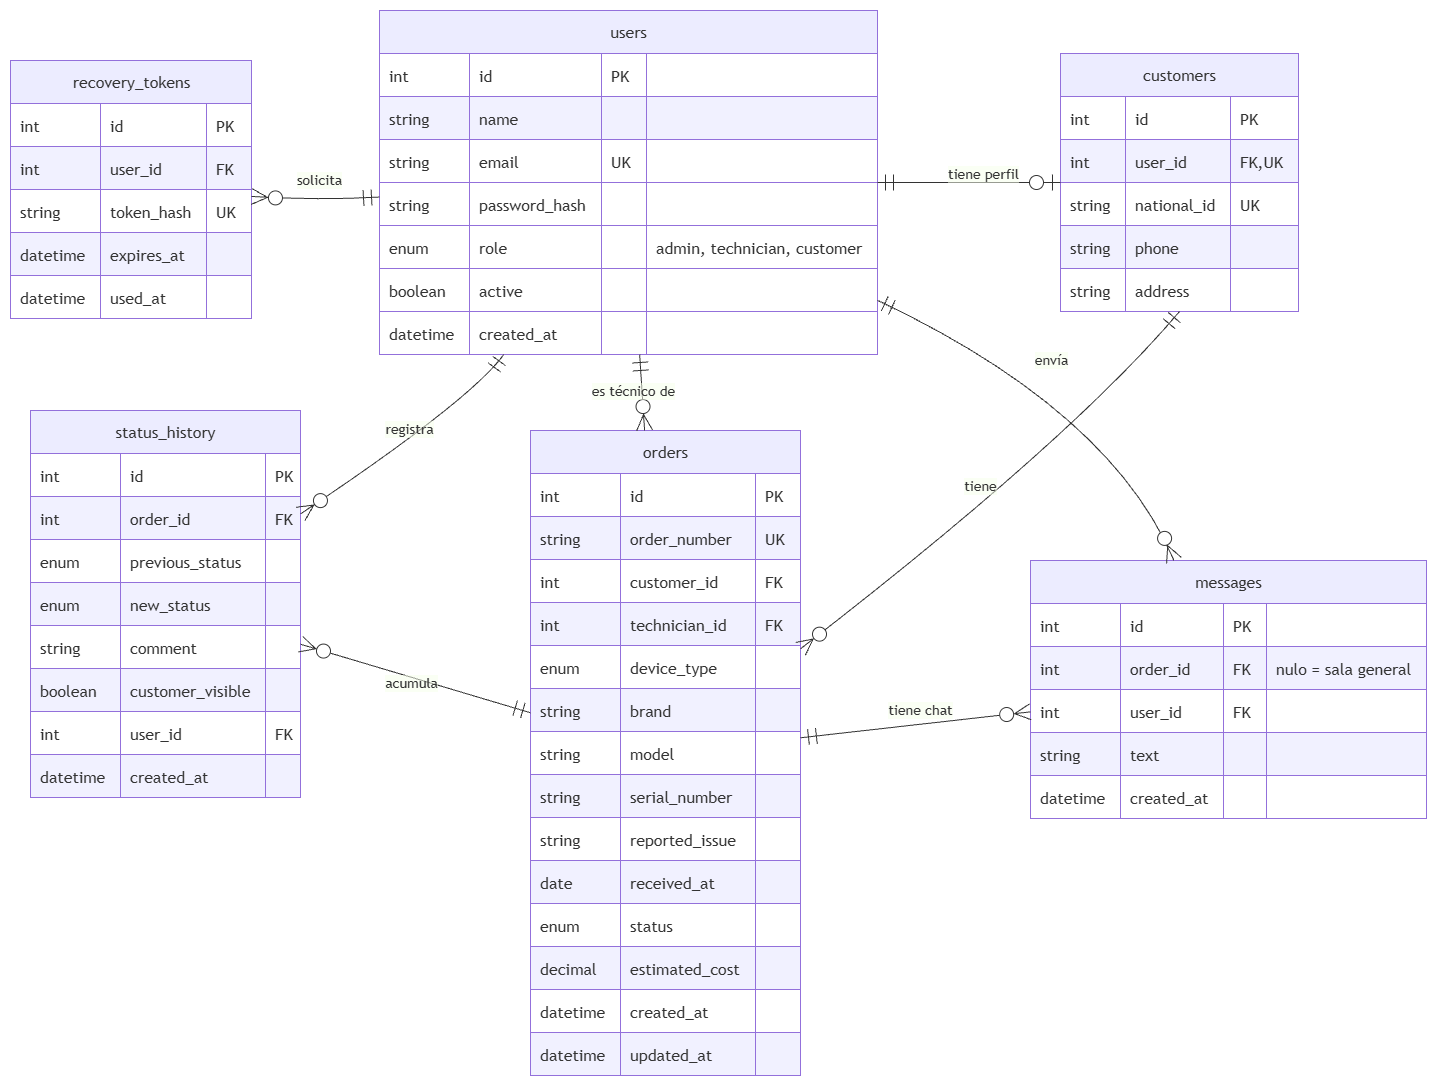 users
int id PK
string name
string email UK
string password_hash
enum role admin, technician, customer
boolean active
datetime created_at
recovery_tokens
int id PK
int user_id FK
string token_hash UK
datetime expires_at
datetime used_at
customers
int id PK
int user_id FK,UK
string national_id UK
string phone
string address
solicita
tiene perfil
envía
es técnico de
registra
tiene
acumula
tiene chat
status_history
int id PK
int order_id FK
enum previous_status
enum new_status
string comment
boolean customer_visible
int user_id FK
datetime created_at
orders
int id PK
string order_number UK
int customer_id FK
int technician_id FK
enum device_type
string brand
string model
string serial_number
string reported_issue
date received_at
enum status
decimal estimated_cost
datetime created_at
datetime updated_at
messages
int id PK
int order_id FK nulo = sala general
int user_id FK
string text
datetime created_at